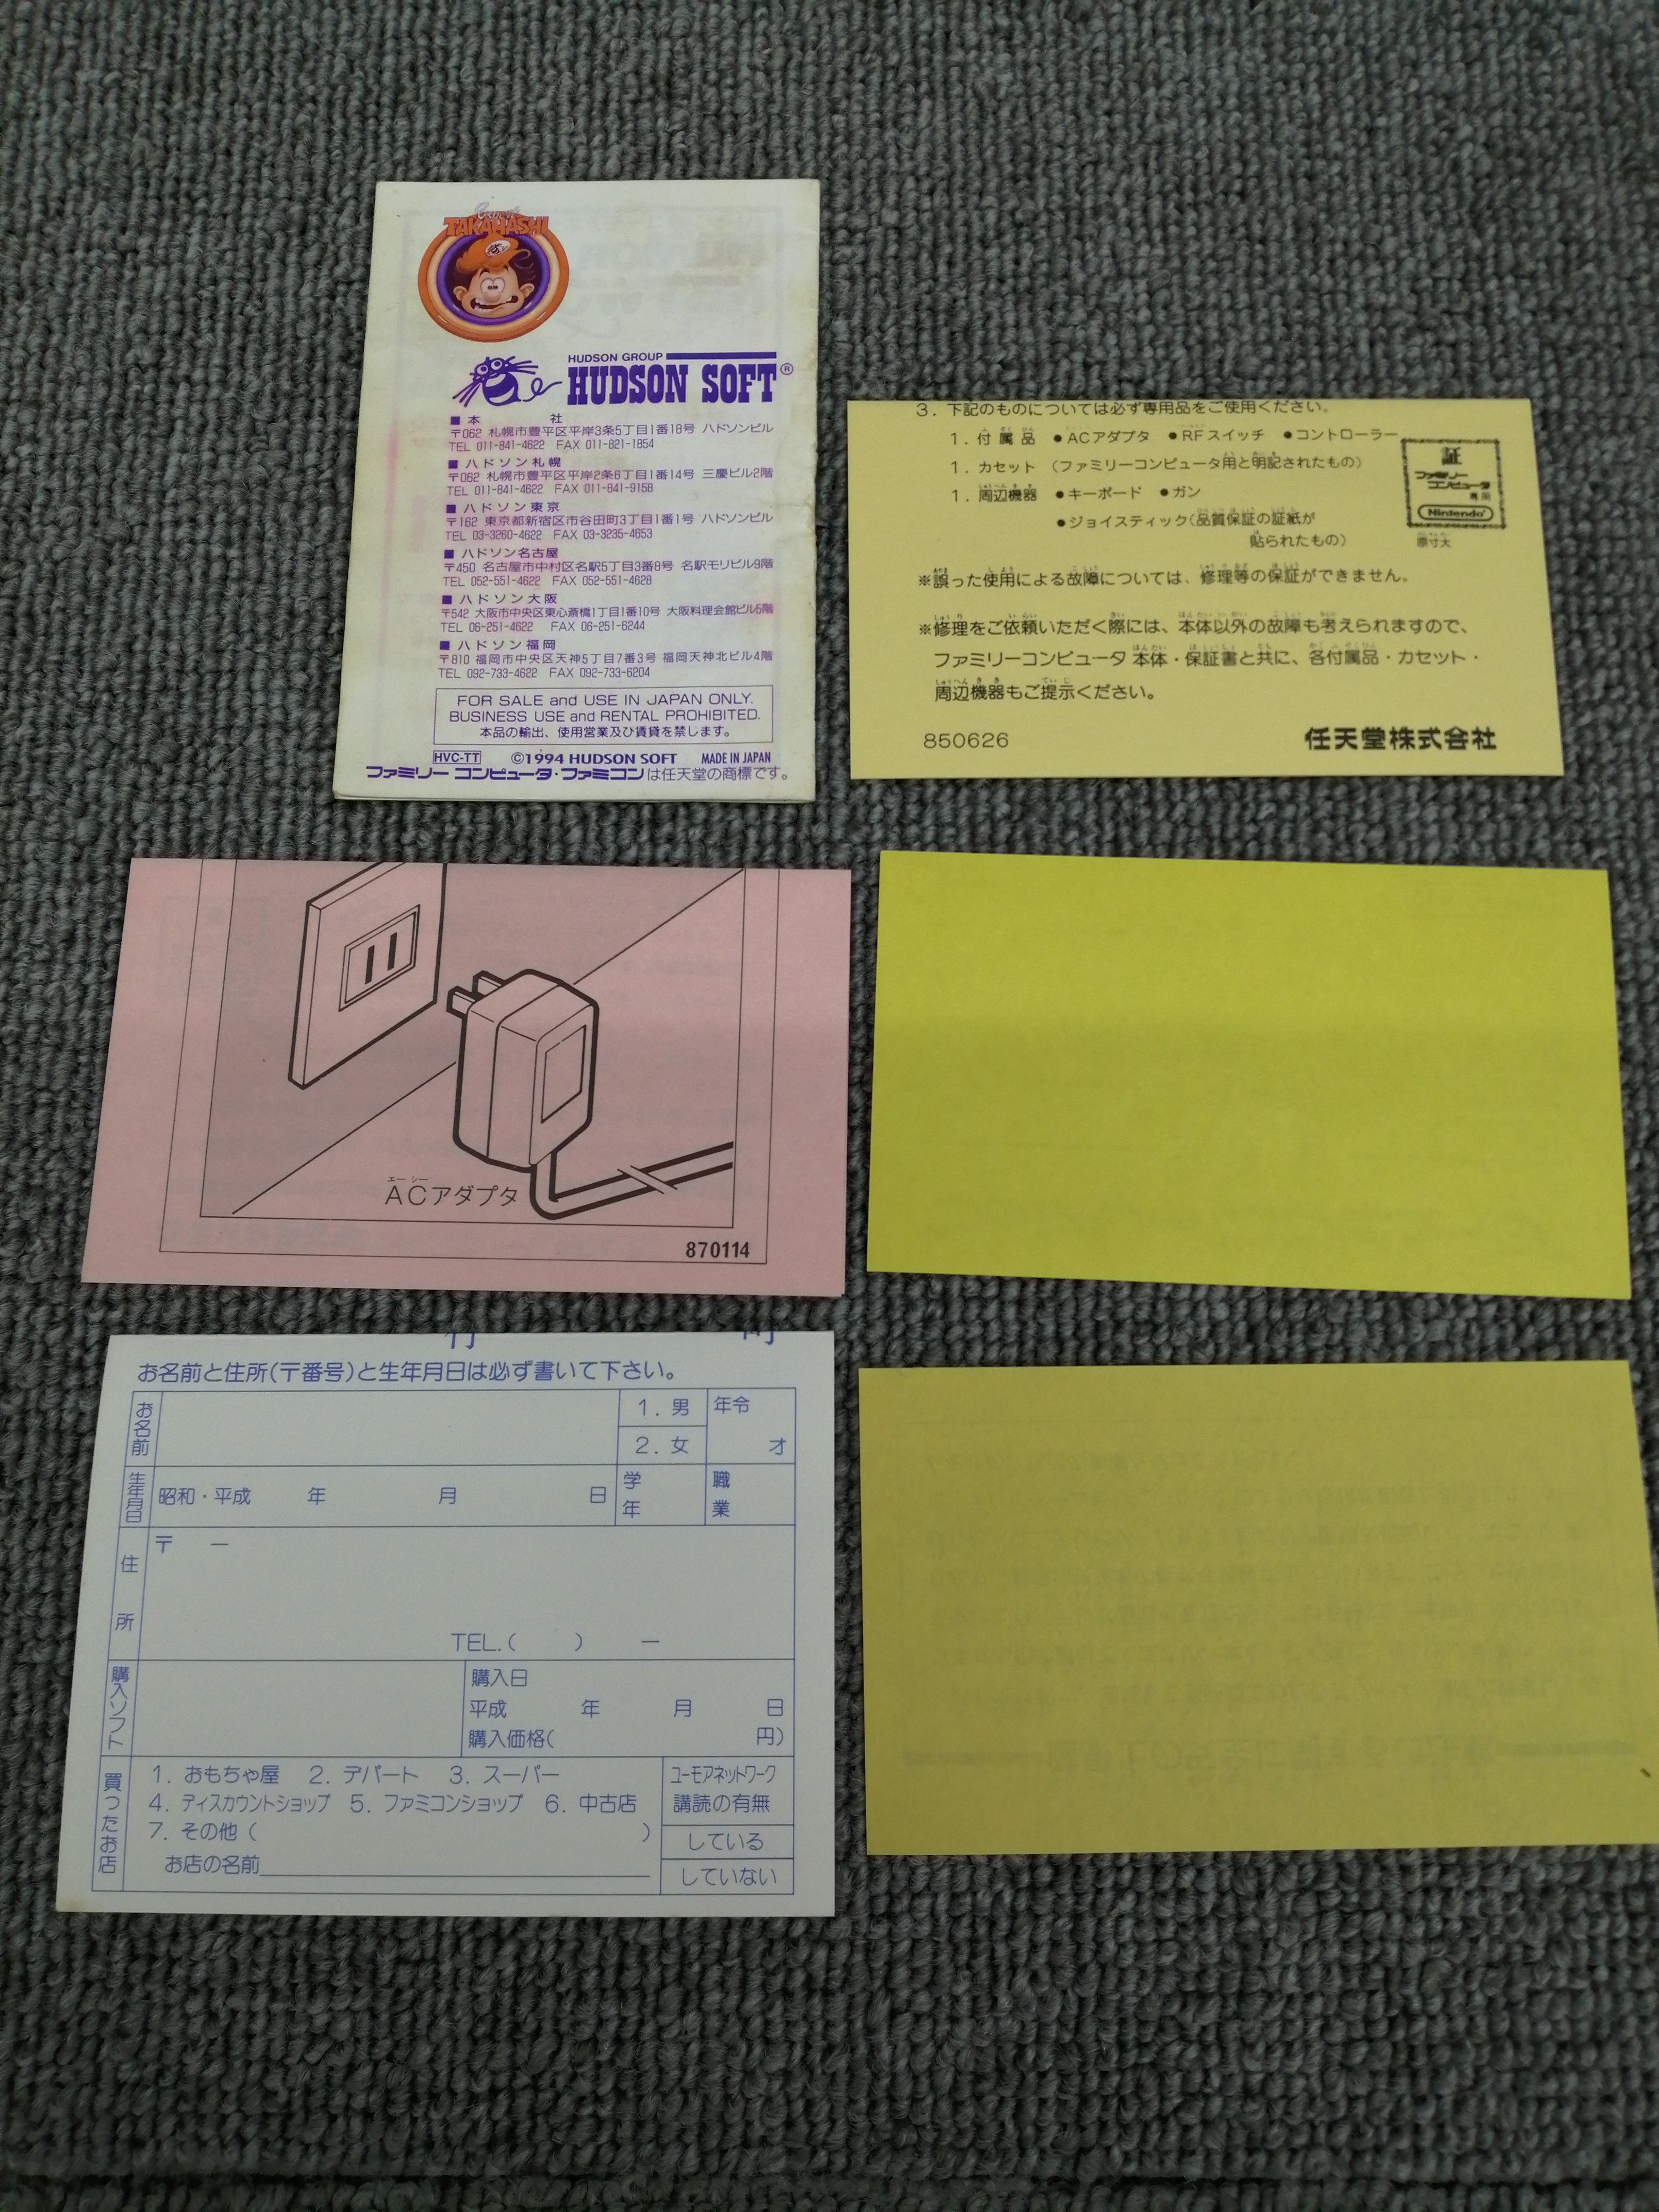 TAKAHASHI
HUDSON GROUP
HUDSON SOFT®
■本 社
〒062 札幌市豊平区平岸3条5丁目1番18号 ハドソンビル
TEL 011-841-4622 FAX 011-821-1854
■ハドソン札幌
〒062 札幌市豊平区平岸2条6丁目1番14号 三慶ビル2階
TEL 011-841-4622 FAX 011-841-9158
■ハドソン東京
〒162 東京都新宿区市谷田町3丁目1番1号 ハドソンビル
TEL 03-3260-4622 FAX 03-3235-4653
■ハドソン名古屋
〒450 名古屋市中村区名駅5丁目3番8号 名駅モリビル9階
TEL 052-551-4622 FAX 052-551-4628
■ハドソン大阪
〒542 大阪市中央区東心斎橋1丁目1番10号 大阪料理会館ビル5階
TEL 06-251-4622 FAX 06-251-6244
■ハドソン福岡
〒810 福岡市中央区天神5丁目7番3号 福岡天神北ビル4階
TEL 092-733-4622 FAX 092-733-6204
FOR SALE and USE IN JAPAN ONLY.
BUSINESS USE and RENTAL PROHIBITED.
本品の輸出、使用営業及び賃貸を禁じます。
HVC-TT ©1994 HUDSON SOFT MADE IN JAPAN
ファミリーコンピュータ・ファミコンは任天堂の商標です。
3. 下記のものについては必ず専用品をご使用ください。
1. 付属品 ●ACアダプタ ●RFスイッチ ●コントローラー
1. カセット (ファミリーコンピュータ用と明記されたもの)
1. 周辺機器 ●キーボード ●ガン
●ジョイスティック(品質保証の証紙が
貼られたもの)
証
ファミリー
コンピュータ
専用
Nintendo
原寸大
※誤った使用による故障については、修理等の保証ができません。
※修理をご依頼いただく際には、本体以外の故障も考えられますので、
ファミリーコンピュータ本体・保証書と共に、各付属品・カセット・
周辺機器もご提示ください。
850626 任天堂株式会社
エーシー
ACアダプタ
870114
お名前と住所(〒番号)と生年月日は必ず書いて下さい。
お名前 1. 男 年令
2. 女 才
生年月日 昭和・平成 年 月 日 学年 職業
住所 〒 －
TEL.( ) －
購入ソフト 購入日
平成 年 月 日
購入価格( 円)
買ったお店 1. おもちゃ屋 2. デパート 3. スーパー
4. ディスカウントショップ 5. ファミコンショップ 6. 中古店
7. その他( )
お店の名前
ユーモアネットワーク
講読の有無
している
していない